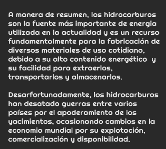 A manera de resumen, los hidrocarburos
son la fuente más importante de energía
utilizada en la actualidad y es un recurso
fundamentalmente para la fabricación de
diversos materiales de uso cotidiano,
debido a su alto contenido energético y
su facilidad para extraerlos,
transportarlos y almacenarlos.
Desafortunadamente, los hidrocarburos
han desatado guerras entre varios
países por el apoderamiento de los
yacimientos, ocasionando cambios en la
economía mundial por su explotación,
comercialización y disponibilidad.